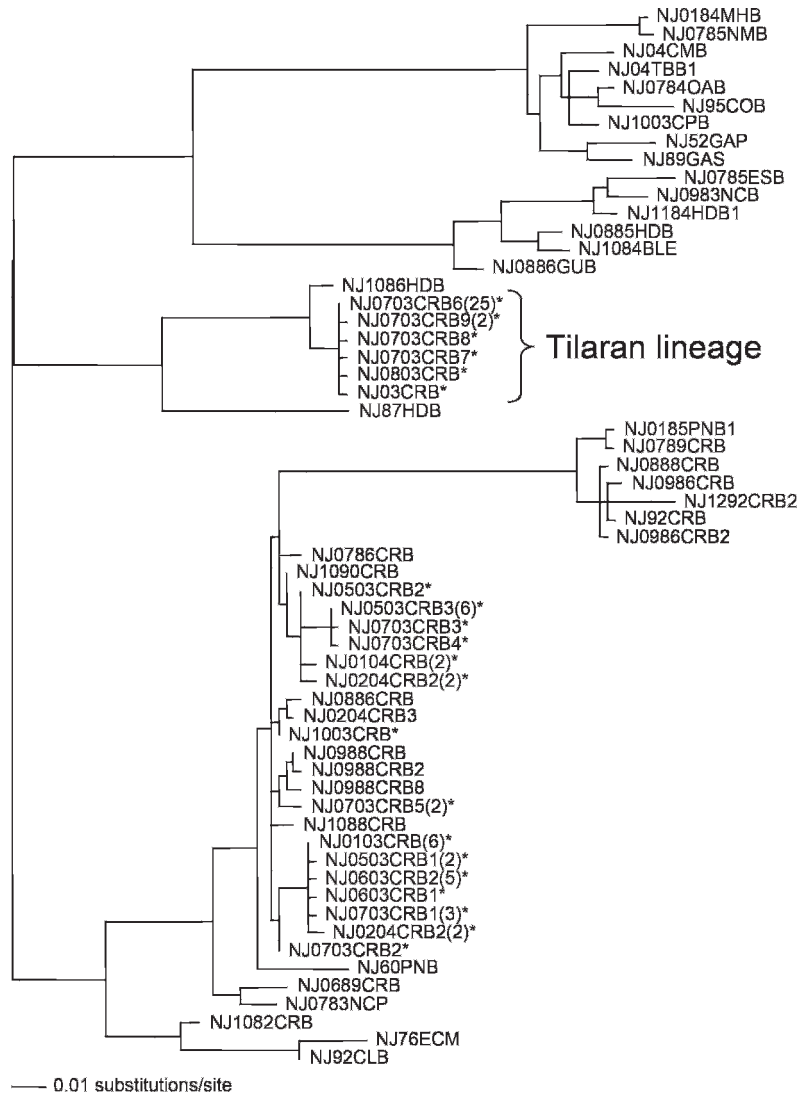 NJ0184MHB
NJ0785NMB
NJ04CMB
NJ04TBB1
NJ0784OAB
NJ95COB
NJ1003CPB
NJ52GAP
NJ89GAS
NJ0785ESB
NJ0983NCB
NJ1184HDB1
NJ0885HDB
NJ1084BLE
NJ0886GUB
NJ1086HDB
NJ0703CRB6(25)*
NJ0703CRB9(2)*
NJ0703CRB8*
Tilaran lineage
NJ0703CRB7*
NJ0803CRB*
NJ03CRB*
NJ87HDB
NJ0185PNB1
NJ0789CRB
NJ0888CRB
NJ0986CRB
NJ1292CRB2
NJ92CRB
NJ0986CRB2
NJ0786CRB
NJ1090CRB
NJ0503CRB2*
NJ0503CRB3(6)*
NJ0703CRB3*
NJ0703CRB4*
NJ0104CRB(2)*
NJ0204CRB2(2)*
NJ0886CRB
NJ0204CRB3
NJ1003CRB*
NJ0988CRB
NJ0988CRB2
NJ0988CRB8
NJ0703CRB5(2)*
NJ1088CRB
NJ0103CRB(6)*
NJ0503CRB1(2)*
NJ0603CRB2(5)*
NJ0603CRB1*
NJ0703CRB1(3)*
NJ0204CRB2(2)*
NJ0703CRB2*
NJ60PNB
NJ0689CRB
NJ0783NCP
NJ1082CRB
NJ76ECM
NJ92CLB
0.01 substitutions/site